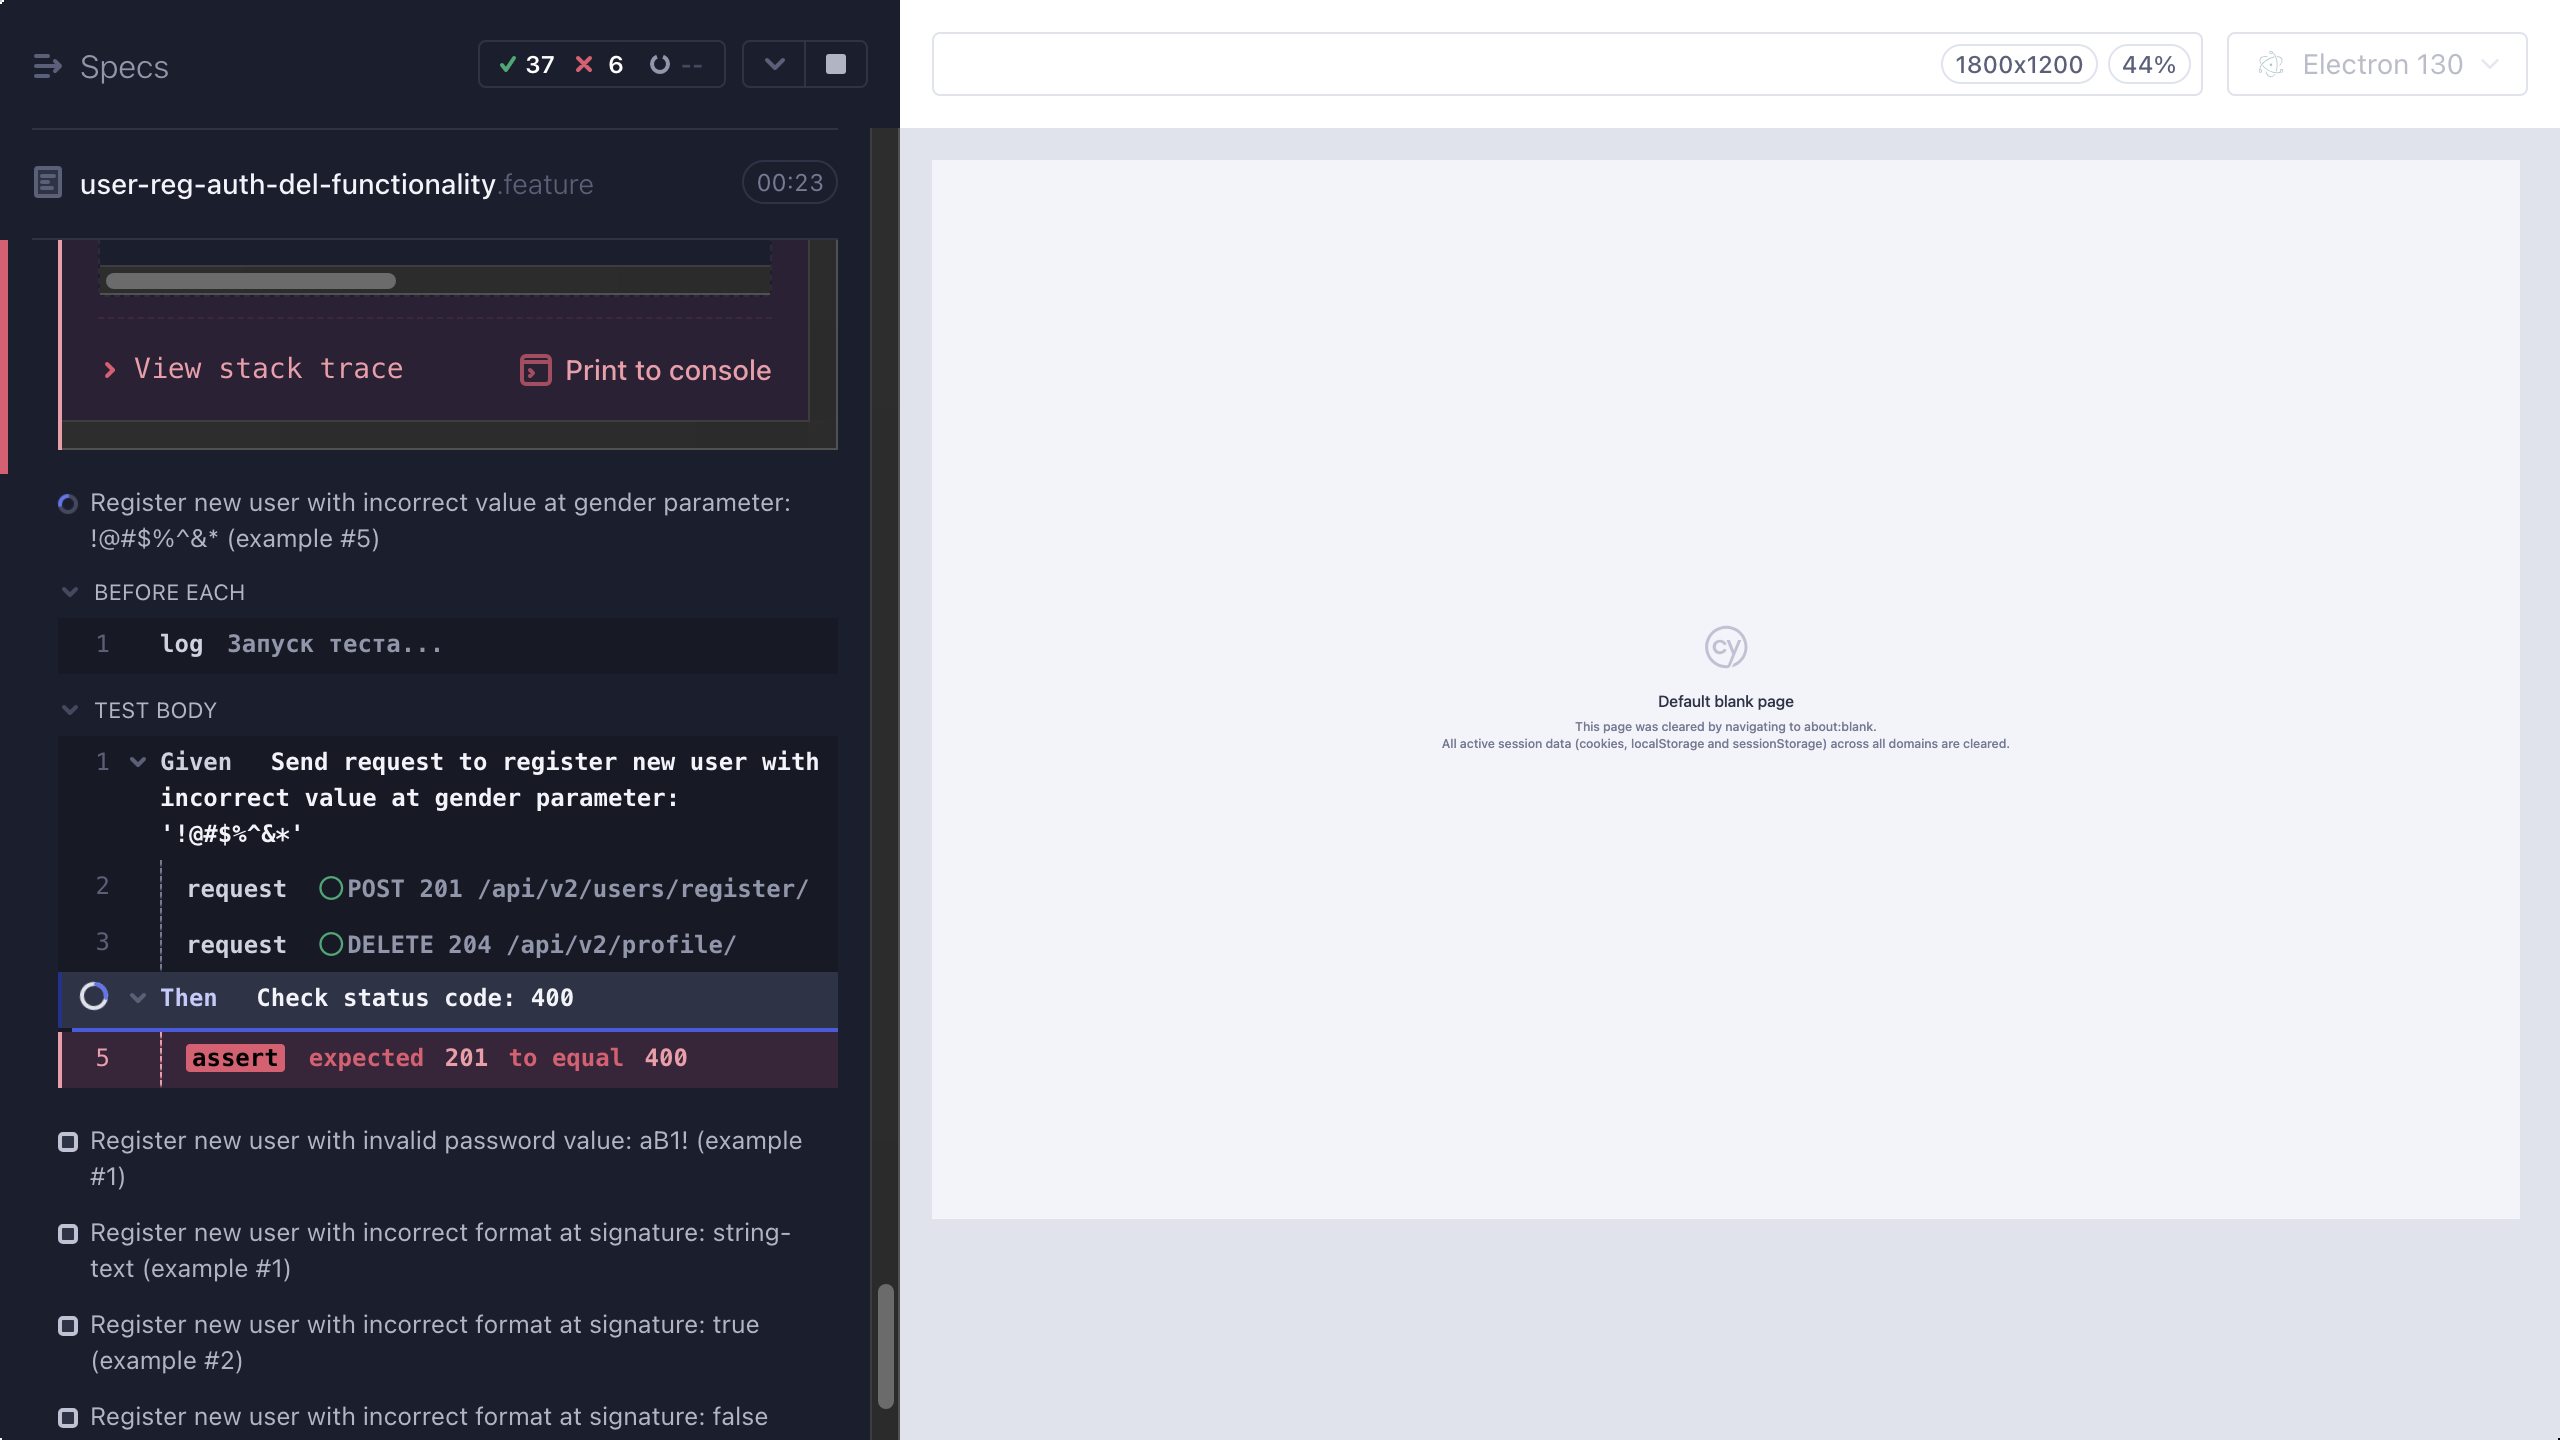 Specs
37 6 --
1800x1200 44%
Electron 130
user-reg-auth-del-functionality.feature
00:23
View stack trace
Print to console
Register new user with incorrect value at gender parameter:
!@#$%^&* (example #5)
BEFORE EACH
1 log Запуск теста...
TEST BODY
1 Given Send request to register new user with
incorrect value at gender parameter:
'!@#$%^&*'
2 request POST 201 /api/v2/users/register/
3 request DELETE 204 /api/v2/profile/
Then Check status code: 400
5 assert expected 201 to equal 400
Register new user with invalid password value: aB1! (example
#1)
Register new user with incorrect format at signature: string-
text (example #1)
Register new user with incorrect format at signature: true
(example #2)
Register new user with incorrect format at signature: false
cy
Default blank page
This page was cleared by navigating to about:blank.
All active session data (cookies, localStorage and sessionStorage) across all domains are cleared.